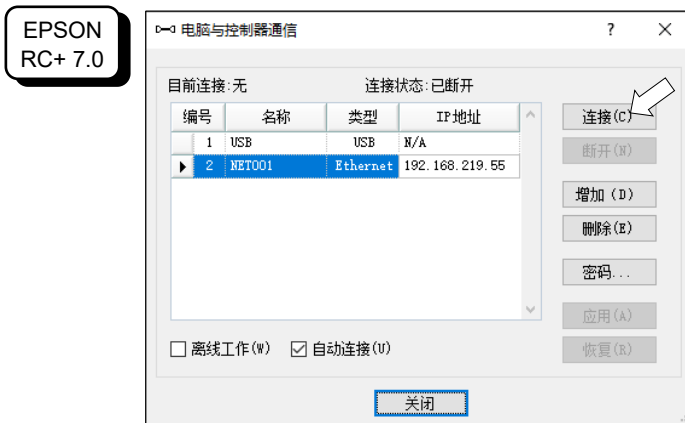 EPSON
RC+ 7.0
电脑与控制器通信
?
目前连接:无
连接状态:已断开
编号 名称 类型 IP地址
1 USB USB N/A
2 NET001 Ethernet 192.168.219.55
连接(C)
断开(N)
增加 (D)
删除(E)
密码...
应用(A)
恢复(R)
离线工作(W)
自动连接(U)
关闭